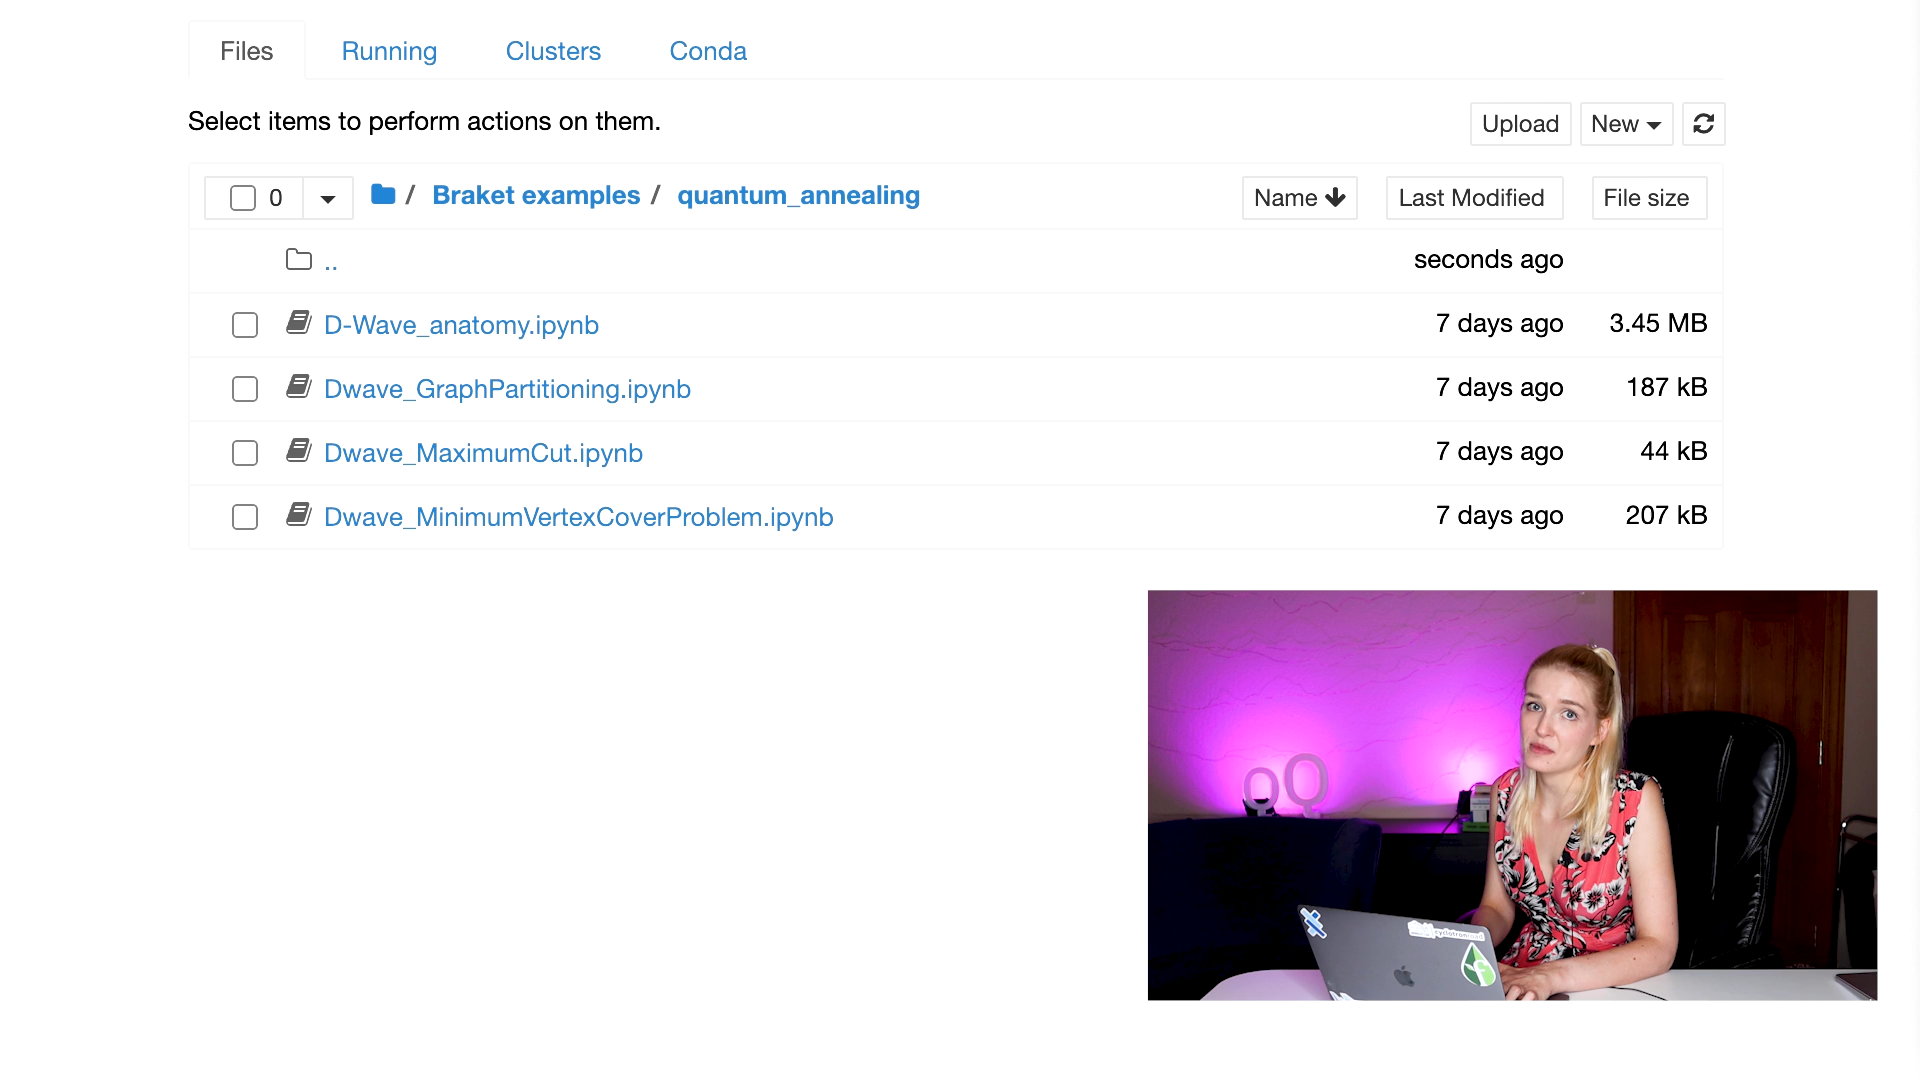 Files Running Clusters Conda
Select items to perform actions on them.
Upload New
0 / Braket examples / quantum_annealing Name Last Modified File size
.. seconds ago
D-Wave_anatomy.ipynb 7 days ago 3.45 MB
Dwave_GraphPartitioning.ipynb 7 days ago 187 kB
Dwave_MaximumCut.ipynb 7 days ago 44 kB
Dwave_MinimumVertexCoverProblem.ipynb 7 days ago 207 kB
QQ
cyclotronroad